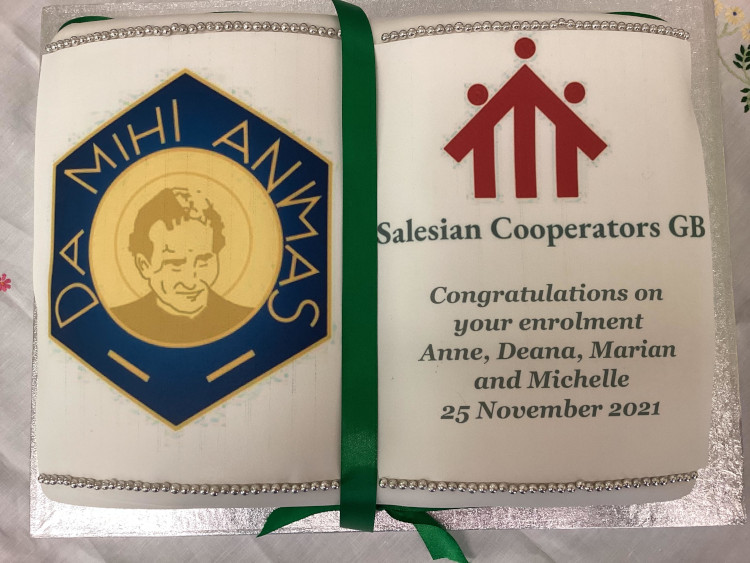 DA MIHI ANIMAS
Salesian Cooperators GB
Congratulations on
your enrolment
Anne, Deana, Marian
and Michelle
25 November 2021